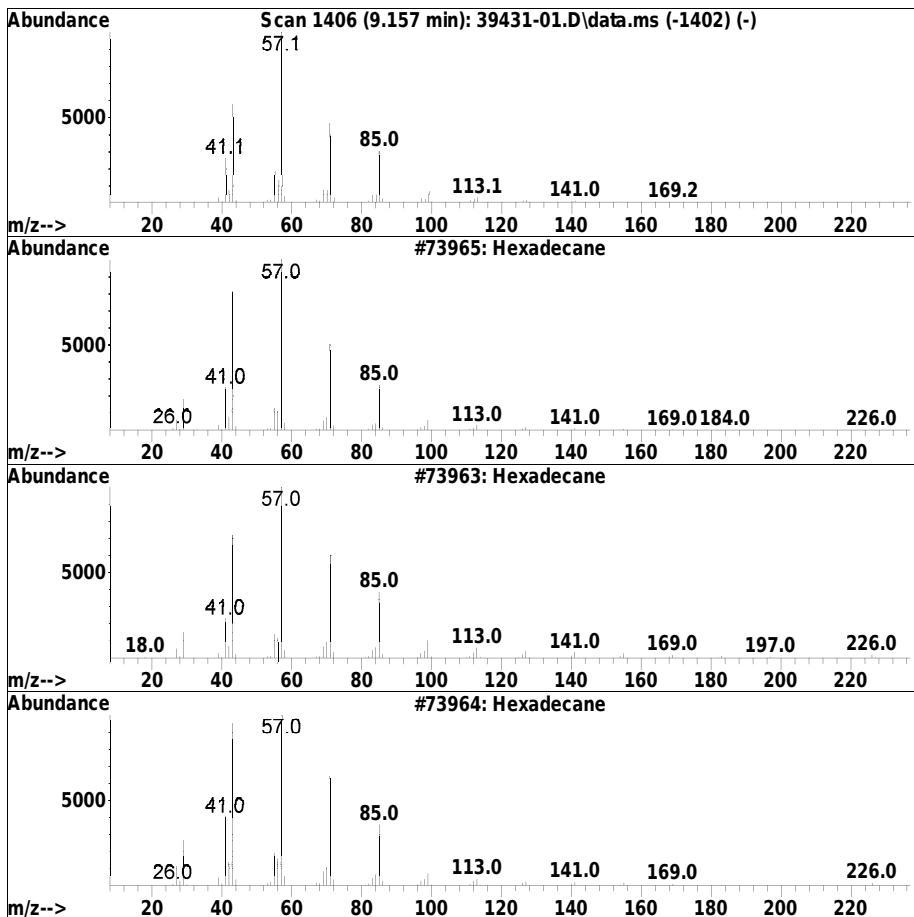 Abundance Scan 1406 (9.157 min): 39431-01.D\data.ms (-1402) (-)
57.1
5000
85.0
41.1
113.1 141.0 169.2
m/z--> 20 40 60 80 100 120 140 160 180 200 220
Abundance #73965: Hexadecane
57.0
5000
41.0 85.0
26.0 113.0 141.0 169.0 184.0 226.0
m/z--> 20 40 60 80 100 120 140 160 180 200 220
Abundance #73963: Hexadecane
57.0
5000
85.0
41.0
18.0 113.0 141.0 169.0 197.0 226.0
m/z--> 20 40 60 80 100 120 140 160 180 200 220
Abundance #73964: Hexadecane
57.0
5000
41.0 85.0
26.0 113.0 141.0 169.0 226.0
m/z--> 20 40 60 80 100 120 140 160 180 200 220